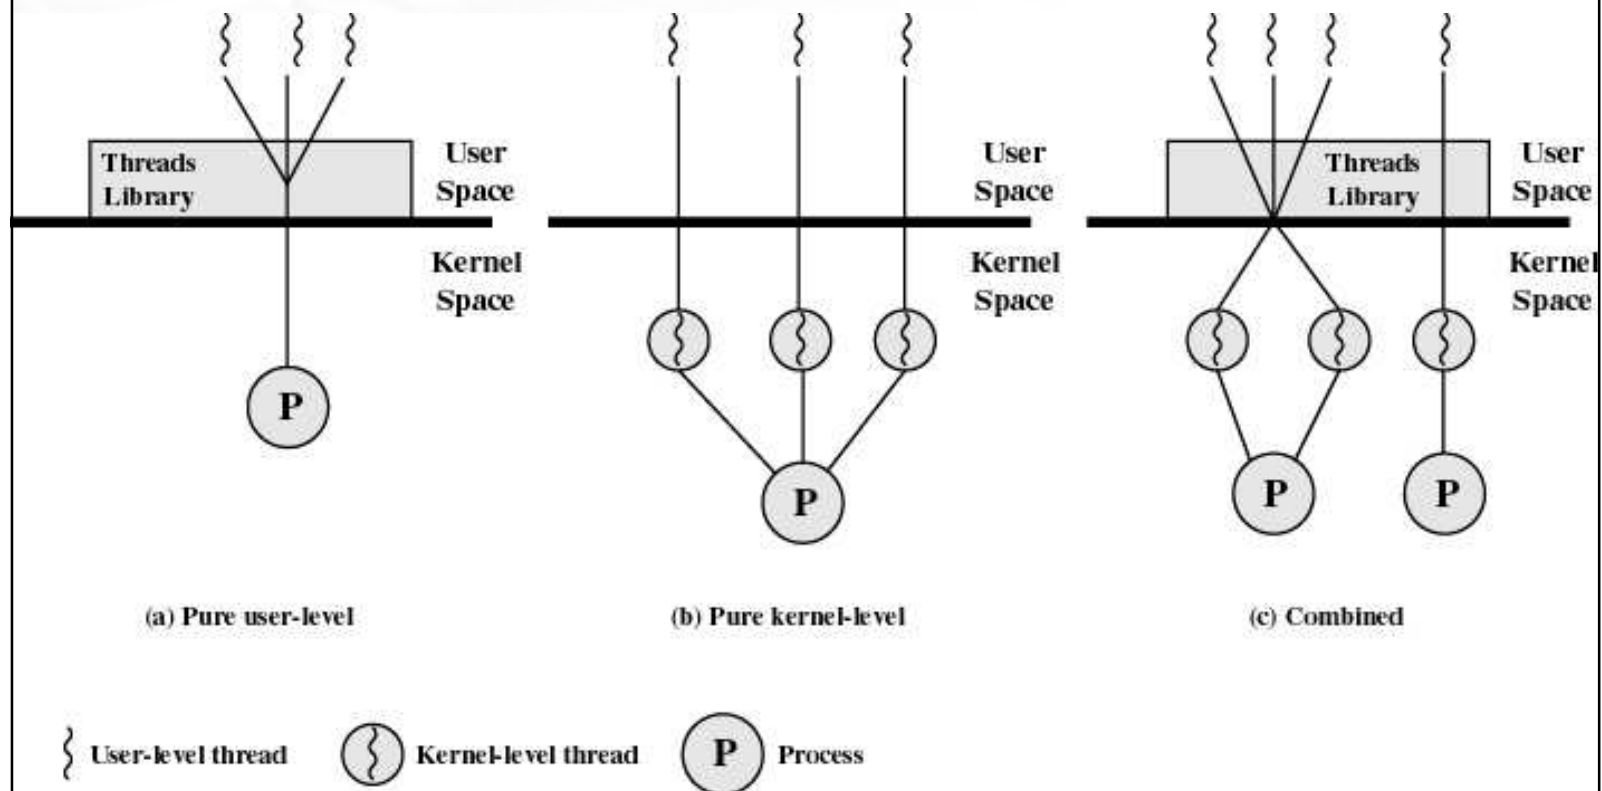 Threads
Library
User
Space
Kernel
Space
User
Space
Kernel
Space
Threads
Library
User
Space
Kernel
Space
P
P
P
P
(a) Pure user-level
(b) Pure kernel-level
(c) Combined
User-level thread
Kernel-level thread
P
Process